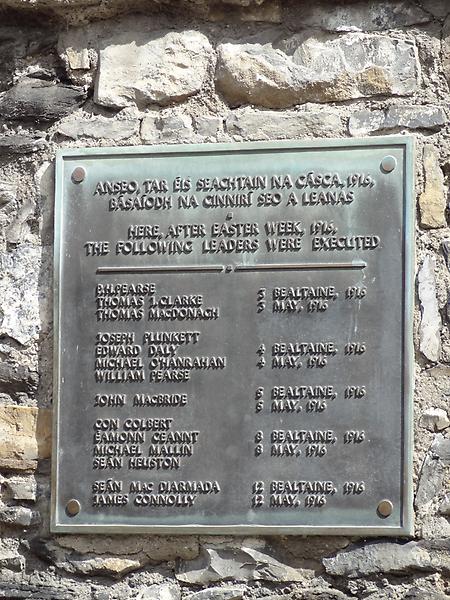 ANSEO, TAR ÉIS SEACHTAIN NA CÁSCA, 1916,
BÁSAÍODH NA CINNIRÍ SEO A LEANAS
HERE, AFTER EASTER WEEK, 1916,
THE FOLLOWING LEADERS WERE EXECUTED
P.H.PEARSE
THOMAS J.CLARKE 3 BEALTAINE, 1916
THOMAS MACDONAGH 3 MAY, 1916
JOSEPH PLUNKETT
EDWARD DALY 4 BEALTAINE, 1916
MICHAEL O'HANRAHAN 4 MAY, 1916
WILLIAM PEARSE
JOHN MACBRIDE 5 BEALTAINE, 1916
5 MAY, 1916
CON COLBERT
ÉAMONN CEANNT 8 BEALTAINE, 1916
MICHAEL MALLIN 8 MAY, 1916
SEÁN HEUSTON
SEÁN MAC DIARMADA 12 BEALTAINE, 1916
JAMES CONNOLLY 12 MAY, 1916